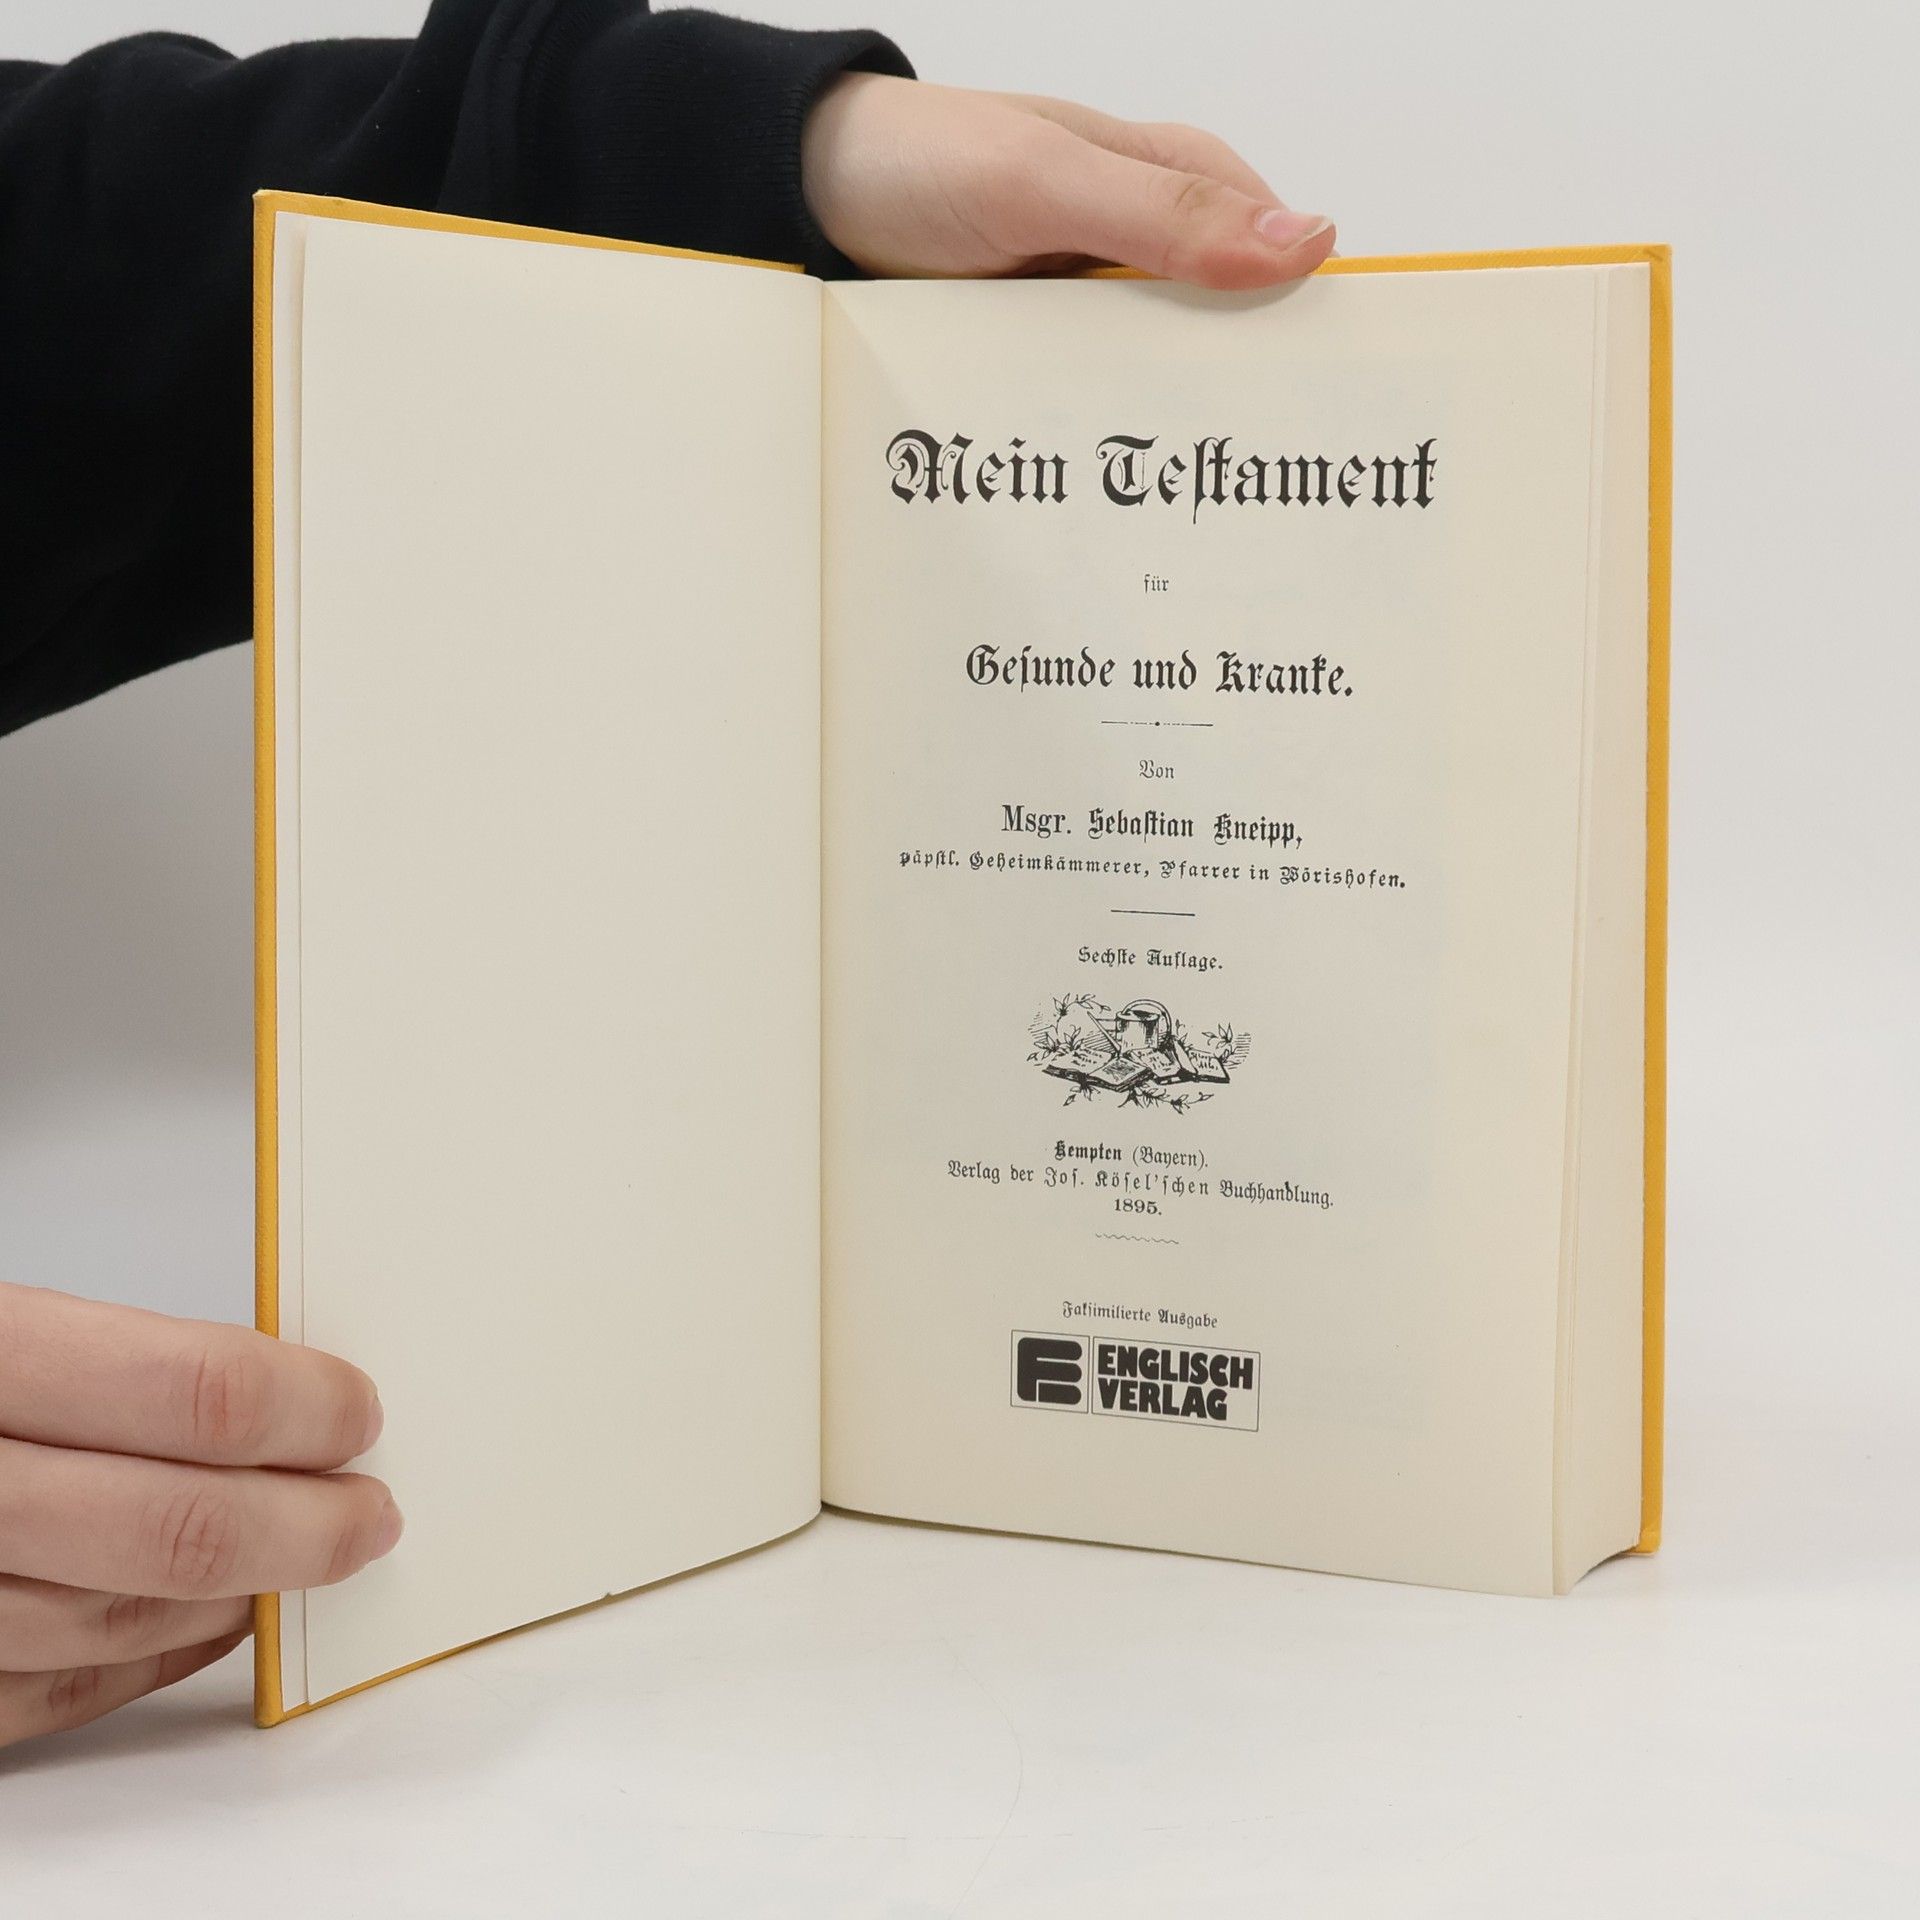 Mein Testament
für
Gesunde und Kranke.
Von
Msgr. Sebastian Kneipp,
päpstl. Geheimkämmerer, Pfarrer in Wörishofen.
Sechste Auflage.
Kempten (Bayern).
Verlag der Jos. Kösel'schen Buchhandlung.
1895.
Faksimilierte Ausgabe
ENGLISCH
VERLAG